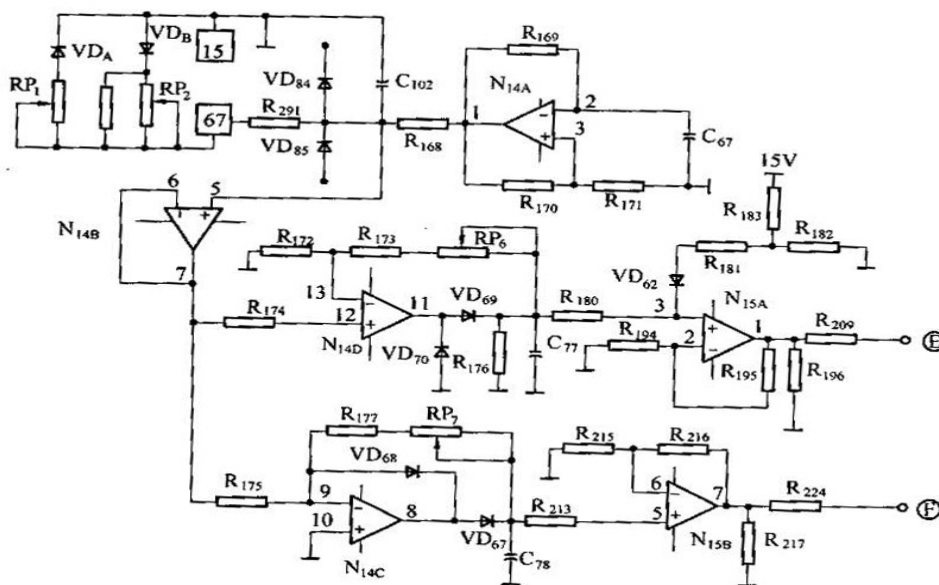 VD_A
VD_B
15
RP_1
RP_2
67
R_291
VD_84
VD_85
C_102
R_168
R_169
N_14A
1
2
3
C_67
R_170
R_171
6
5
N_14B
7
15V
R_183
R_182
R_181
R_172
R_173
RP_6
VD_62
13
12
11
VD_69
R_174
N_14D
VD_70
R_176
C_77
R_180
3
N_15A
R_194
2
1
R_209
E
R_195
R_196
R_177
RP_7
VD_68
R_175
9
10
8
N_14C
VD_67
C_78
R_213
R_215
R_216
6
5
7
N_15B
R_224
F
R_217